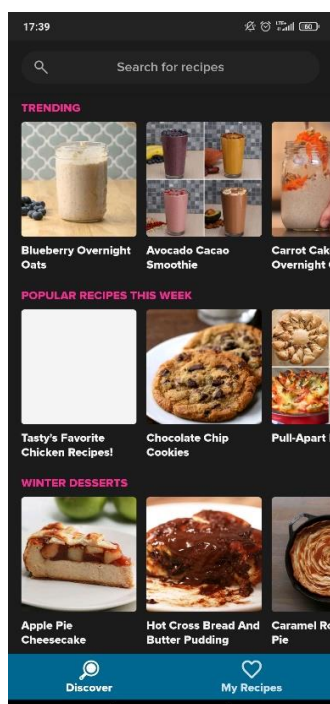 17:39
60
Search for recipes
TRENDING
Blueberry Overnight
Oats
Avocado Cacao
Smoothie
Carrot Cak
Overnight
POPULAR RECIPES THIS WEEK
Tasty's Favorite
Chicken Recipes!
Chocolate Chip
Cookies
Pull-Apart
WINTER DESSERTS
Apple Pie
Cheesecake
Hot Cross Bread And
Butter Pudding
Caramel
Pie
Discover
My Recipes